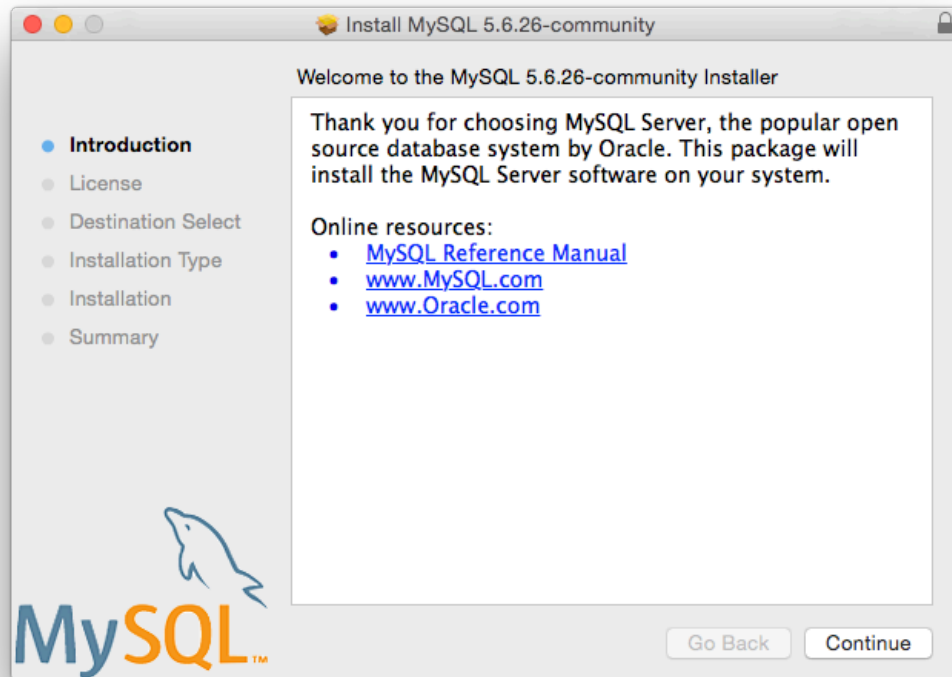 Install MySQL 5.6.26-community
Welcome to the MySQL 5.6.26-community Installer
Introduction
License
Destination Select
Installation Type
Installation
Summary
Thank you for choosing MySQL Server, the popular open
source database system by Oracle. This package will
install the MySQL Server software on your system.
Online resources:
• MySQL Reference Manual
• www.MySQL.com
• www.Oracle.com
MySQL™
Go Back
Continue